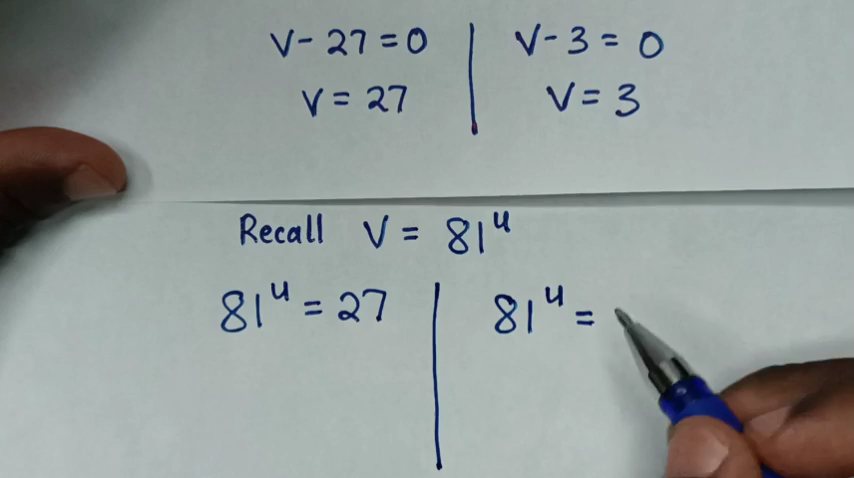 V - 27 = 0 | V - 3 = 0
V = 27 | V = 3
Recall V = 81^u
81^u = 27 | 81^u =